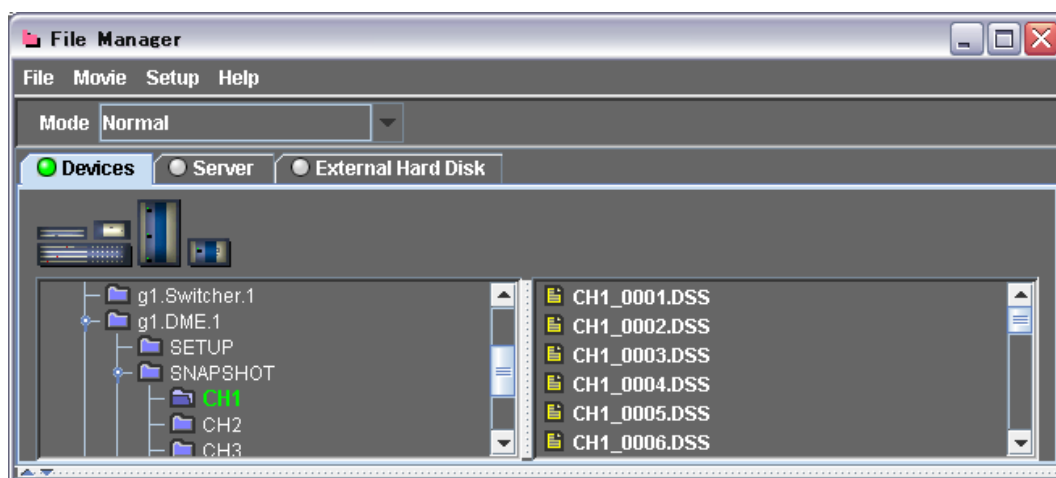 File Manager
File Movie Setup Help
Mode Normal
Devices Server External Hard Disk
g1.Switcher.1
g1.DME.1
SETUP
SNAPSHOT
CH1
CH2
CH3
CH1_0001.DSS
CH1_0002.DSS
CH1_0003.DSS
CH1_0004.DSS
CH1_0005.DSS
CH1_0006.DSS